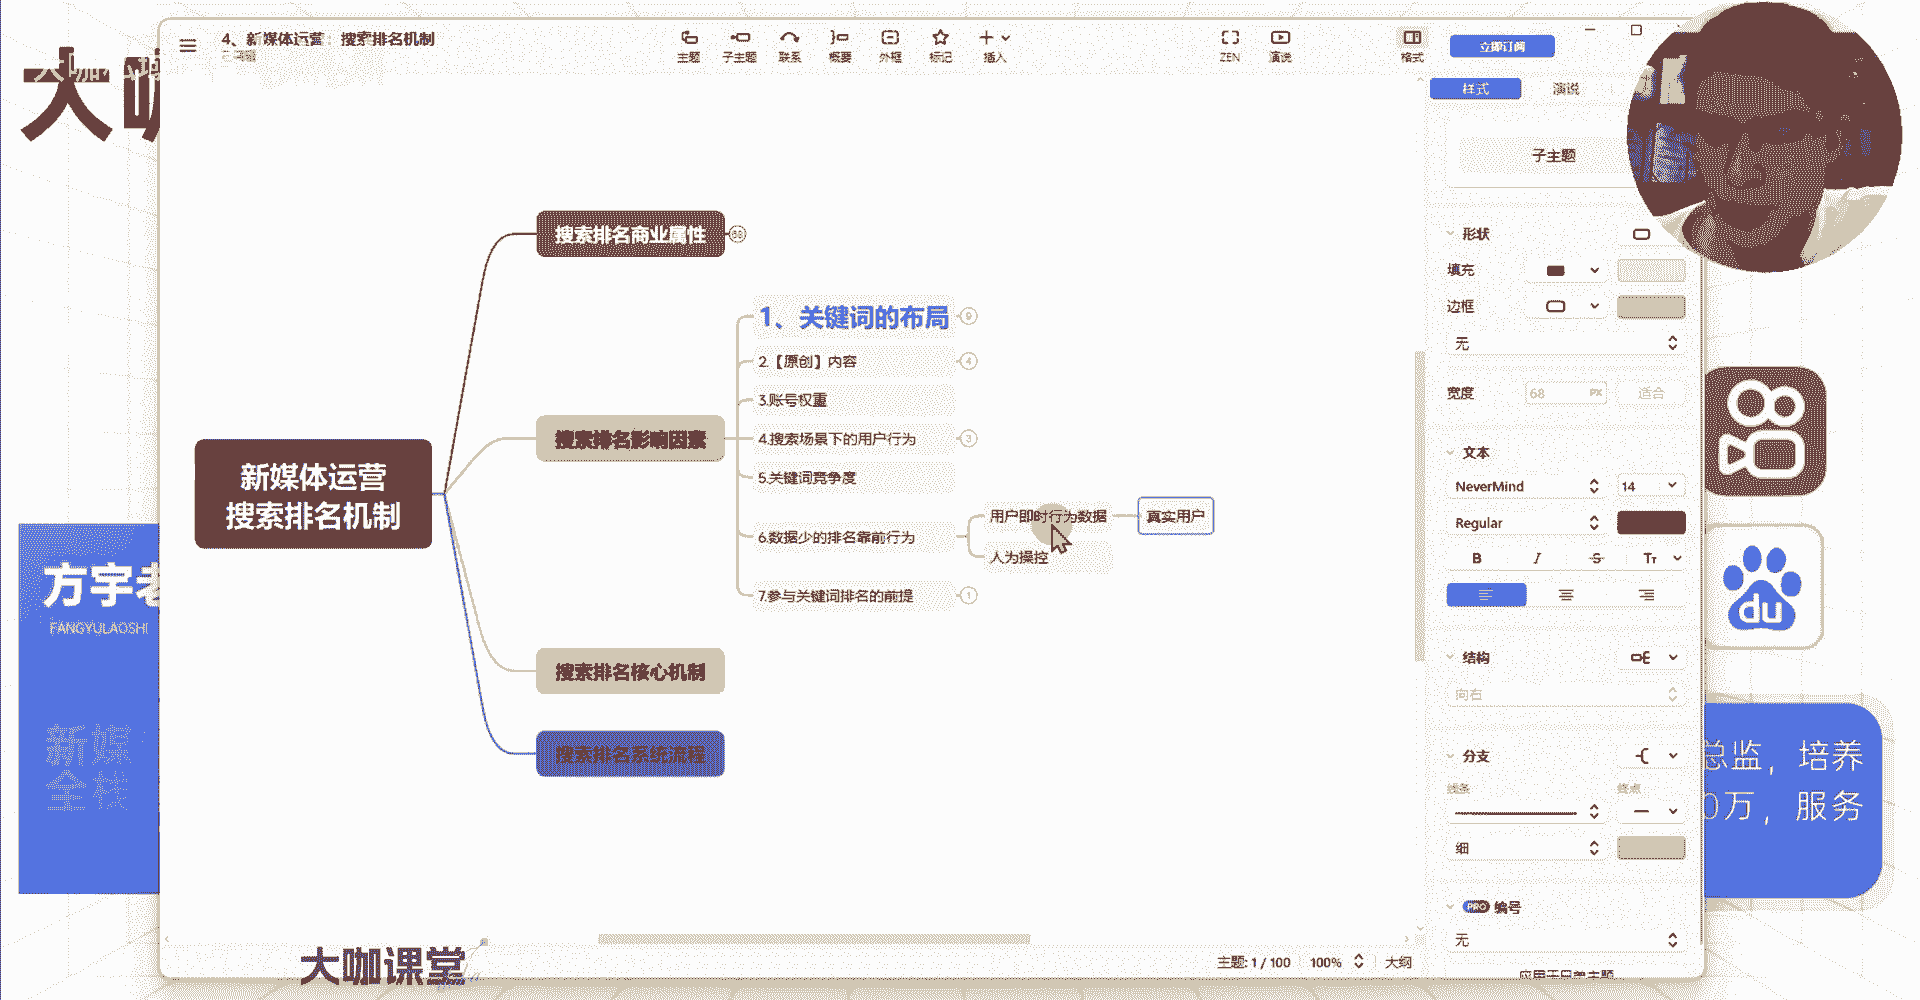 4、新媒体运营：搜索排名机制
主题
子主题
联系
概要
外框
标记
插入
ZEN
演说
格式
立即订阅
样式
演说
大咖
子主题
搜索排名商业属性
形状
填充
边框
无
1、关键词的布局
9
2.【原创】内容
4
3.账号权重
宽度
68
PX
适合
搜索排名影响因素
4.搜索场景下的用户行为
3
文本
新媒体运营
搜索排名机制
5.关键词竞争度
NeverMind
14
用户即时行为数据
真实用户
Regular
6.数据少的排名靠前行为
人为操控
B
I
S
Tт
方宇老
FANGYULAOSHI
7.参与关键词排名的前提
1
du
搜索排名核心机制
结构
向右
新媒
全栈
搜索排名系统流程
分支
总监，培养
线条
终点
0万，服务
细
PRO
编号
无
大咖课堂
主题: 1 / 100
100%
大纲